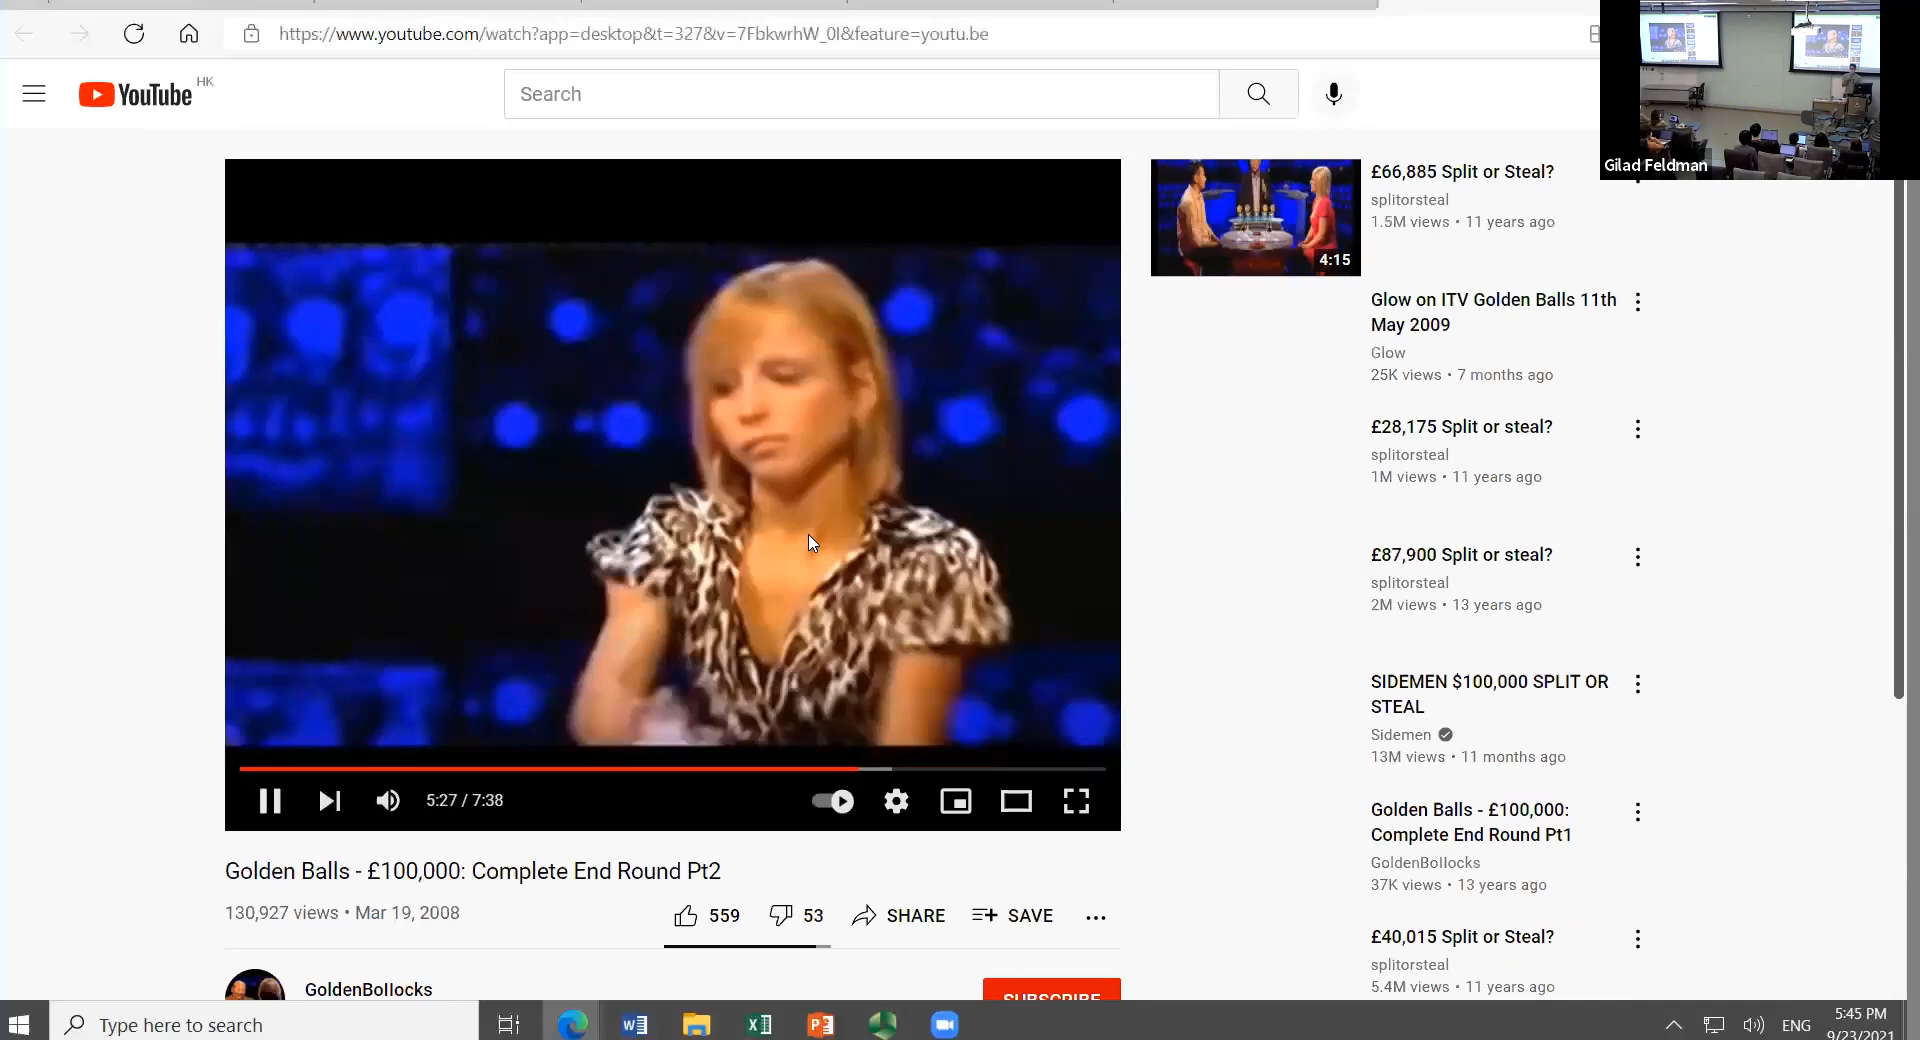 https://www.youtube.com/watch?app=desktop&t=327&v=7FbkwrhW_0I&feature=youtu.be
YouTube HK
Search
Gilad Feldman
£66,885 Split or Steal?
splitorsteal
1.5M views • 11 years ago
4:15
Glow on ITV Golden Balls 11th
May 2009
Glow
25K views • 7 months ago
£28,175 Split or steal?
splitorsteal
1M views • 11 years ago
£87,900 Split or steal?
splitorsteal
2M views • 13 years ago
SIDEMEN $100,000 SPLIT OR
STEAL
Sidemen
13M views • 11 months ago
Golden Balls - £100,000:
Complete End Round Pt1
GoldenBollocks
37K views • 13 years ago
£40,015 Split or Steal?
splitorsteal
5.4M views • 11 years ago
5:27 / 7:38
Golden Balls - £100,000: Complete End Round Pt2
130,927 views • Mar 19, 2008
559 53 SHARE SAVE
GoldenBollocks
SUBSCRIBE
Type here to search
ENG
5:45 PM
9/23/2021